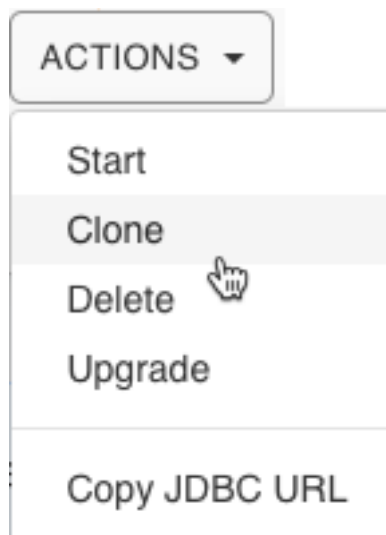 ACTIONS
Start
Clone
Delete
Upgrade
Copy JDBC URL